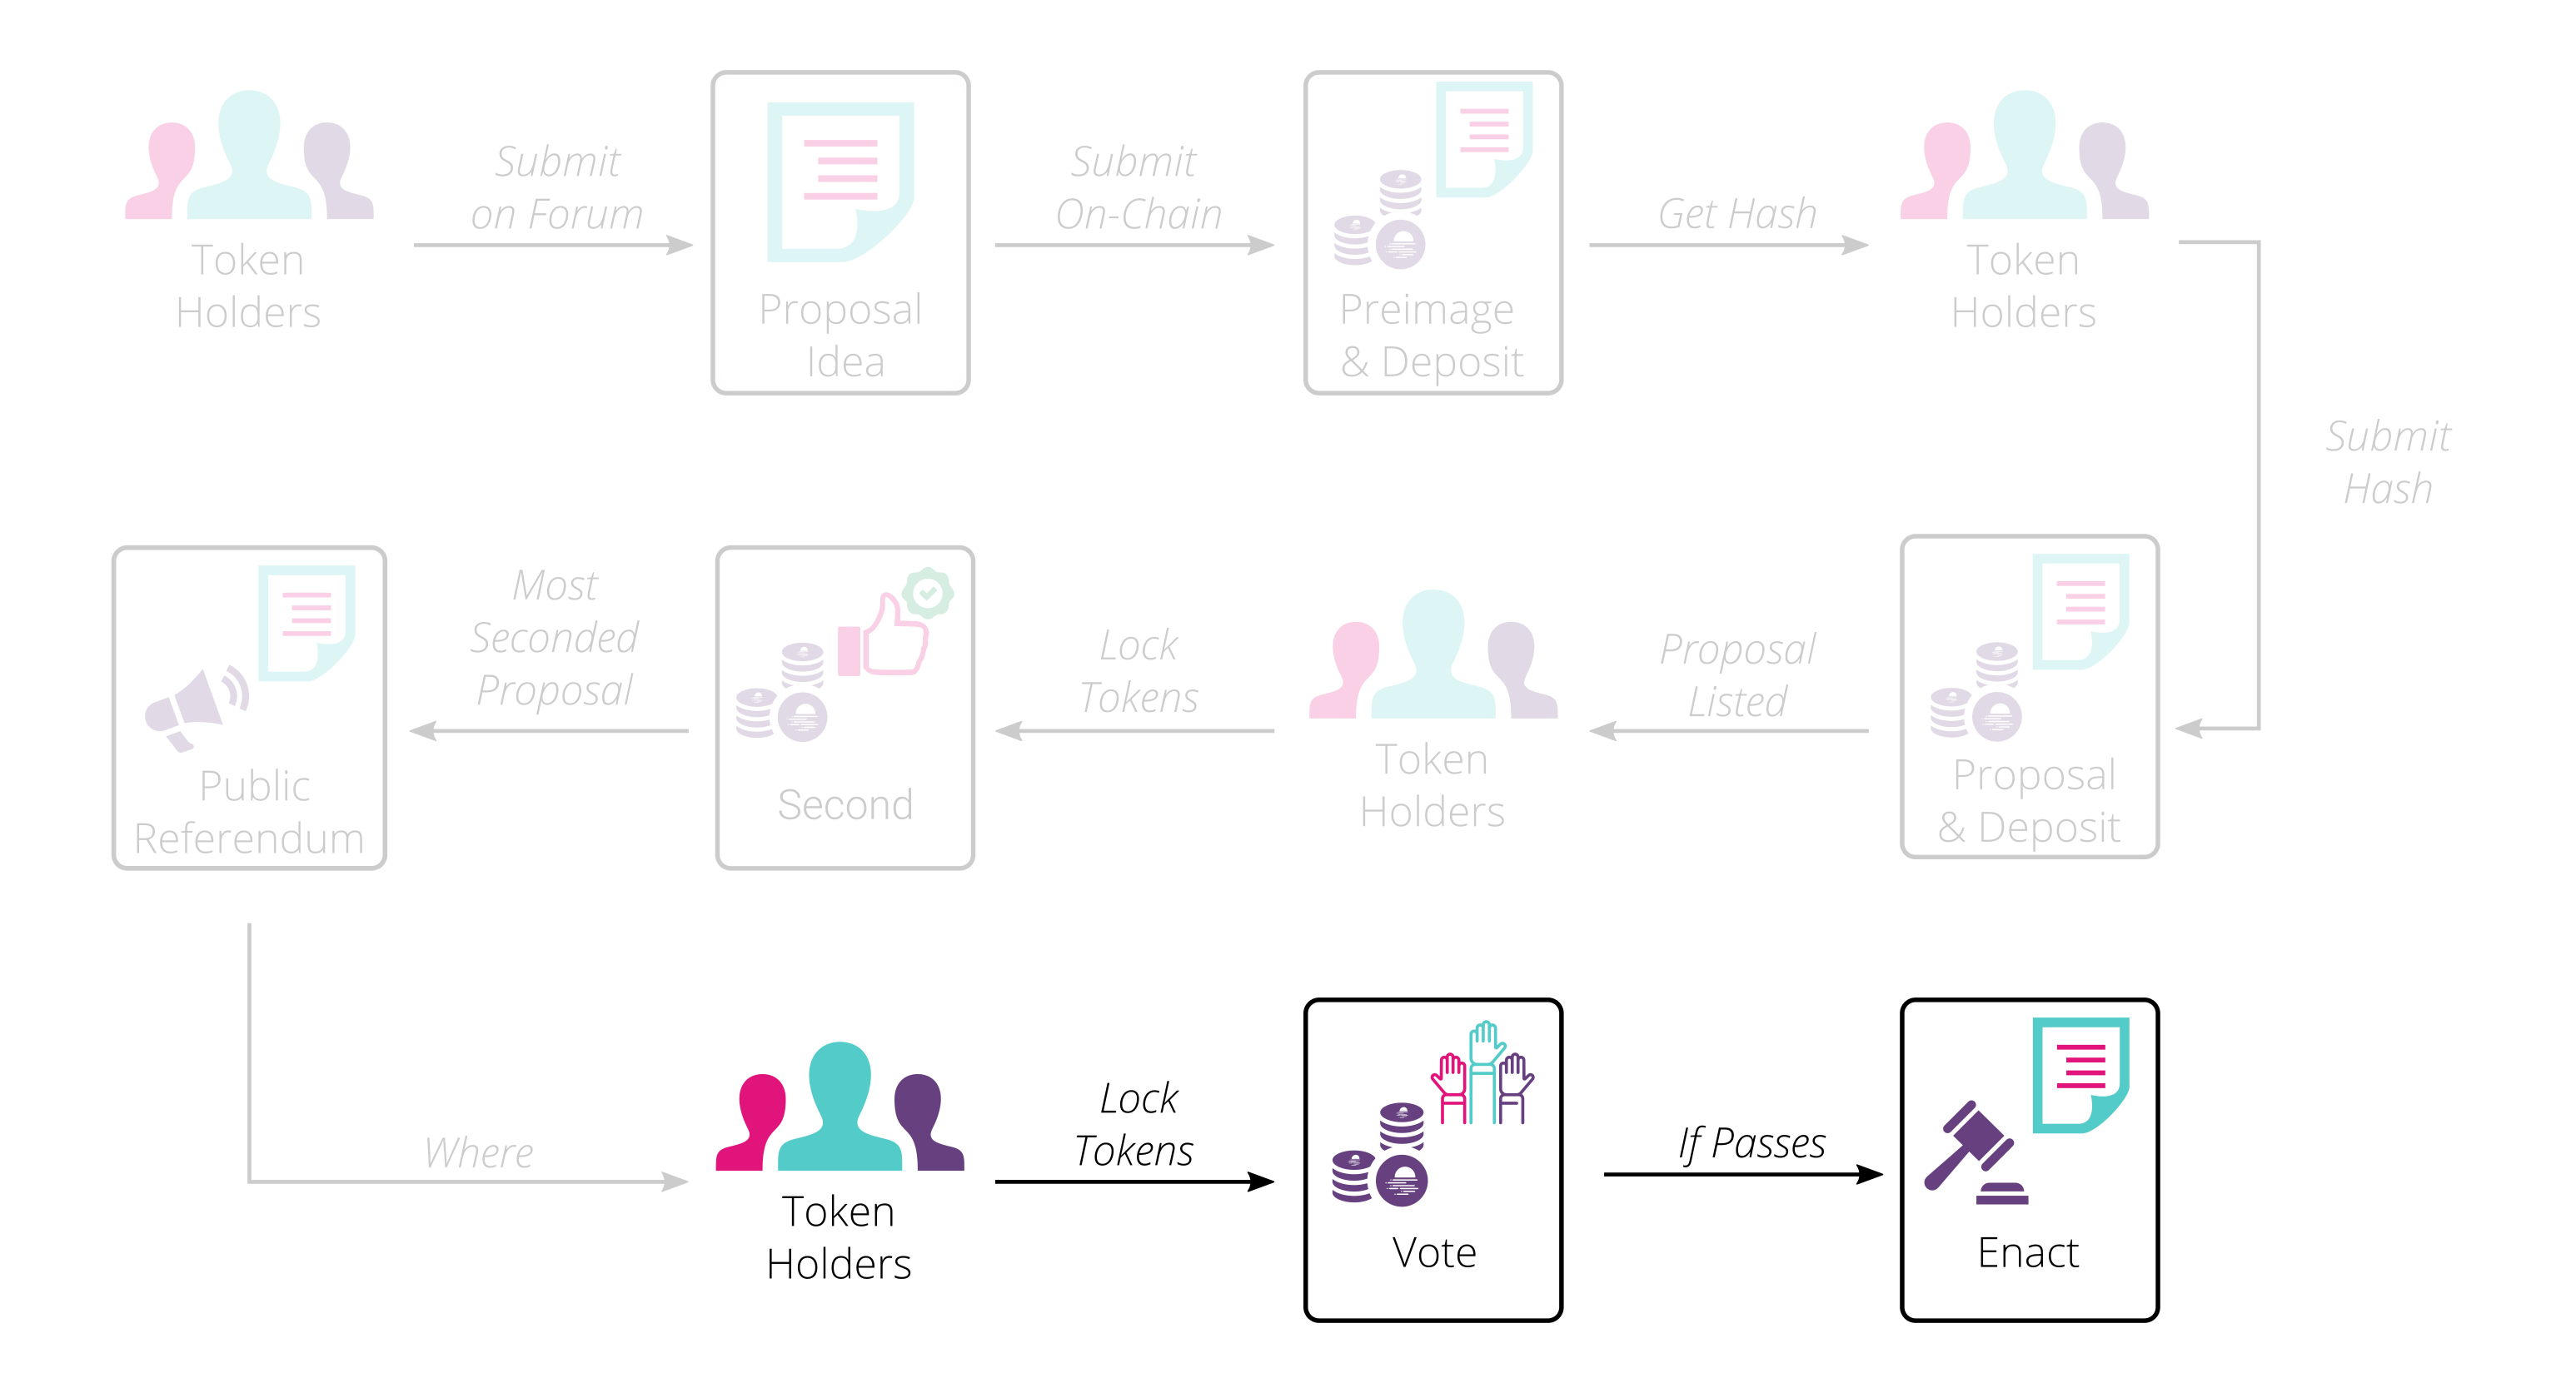 Submit
on Forum
Submit
On-Chain
Get Hash
Token
Holders
Proposal
Idea
Preimage
& Deposit
Token
Holders
Submit
Hash
Most
Seconded
Proposal
Lock
Tokens
Proposal
Listed
Public
Referendum
Second
Token
Holders
Proposal
& Deposit
Where
Token
Holders
Lock
Tokens
Vote
If Passes
Enact